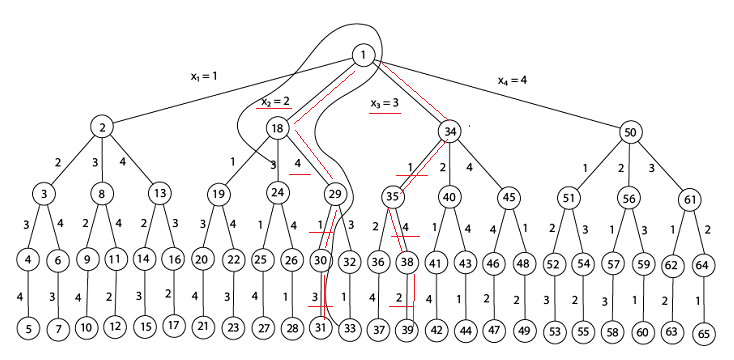 1
x₁ = 1
x₂ = 2
x₃ = 3
x₄ = 4
2 18 34 50
2 3 4 1 3 4 1 2 4 1 2 3
3 8 13 19 24 29 35 40 45 51 56 61
3 4 2 4 2 3 3 4 1 4 1 3 2 4 1 4 4 1 2 3 1 3 1 2
4 6 9 11 14 16 20 22 25 26 30 32 36 38 41 43 46 48 52 54 57 59 62 64
4 3 4 2 3 2 4 3 4 1 3 1 4 2 4 1 2 2 3 2 3 1 2 1
5 7 10 12 15 17 21 23 27 28 31 33 37 39 42 44 47 49 53 55 58 60 63 65